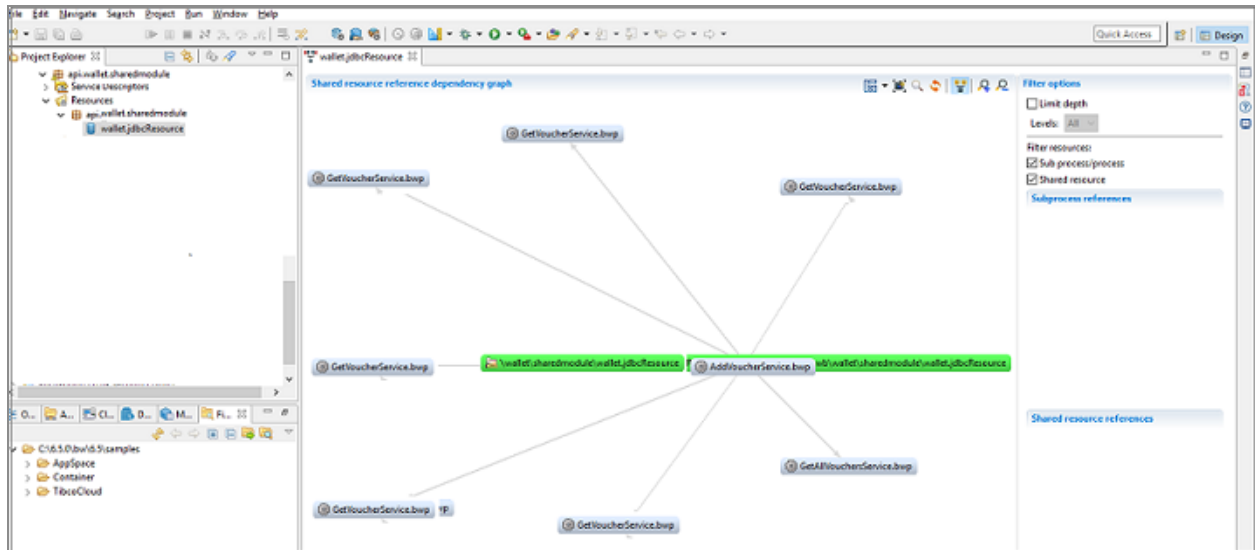 File Edit Navigate Search Project Run Window Help
Quick Access
Design
Project Explorer
api.wallet.sharedmodule
Service Descriptors
Resources
api.wallet.sharedmodule
wallet.jdbcResource
wallet.jdbcResource
Shared resource reference dependency graph
GetVoucherService.bwp
GetVoucherService.bwp
GetVoucherService.bwp
GetVoucherService.bwp
\wallet\sharedmodule\wallet.jdbcResource
AddVoucherService.bwp
\wallet\sharedmodule\wallet.jdbcResource
GetAllVoucherService.bwp
GetVoucherService.bwp
GetVoucherService.bwp
Filter options
Limit depth
Levels: All
Filter resources:
Sub process/process
Shared resource
Subprocess references
Shared resource references
O... A... Cl... D... M... Fi...
C:\6.5.0\bw\6.5\samples
AppSpace
Container
TibcoCloud